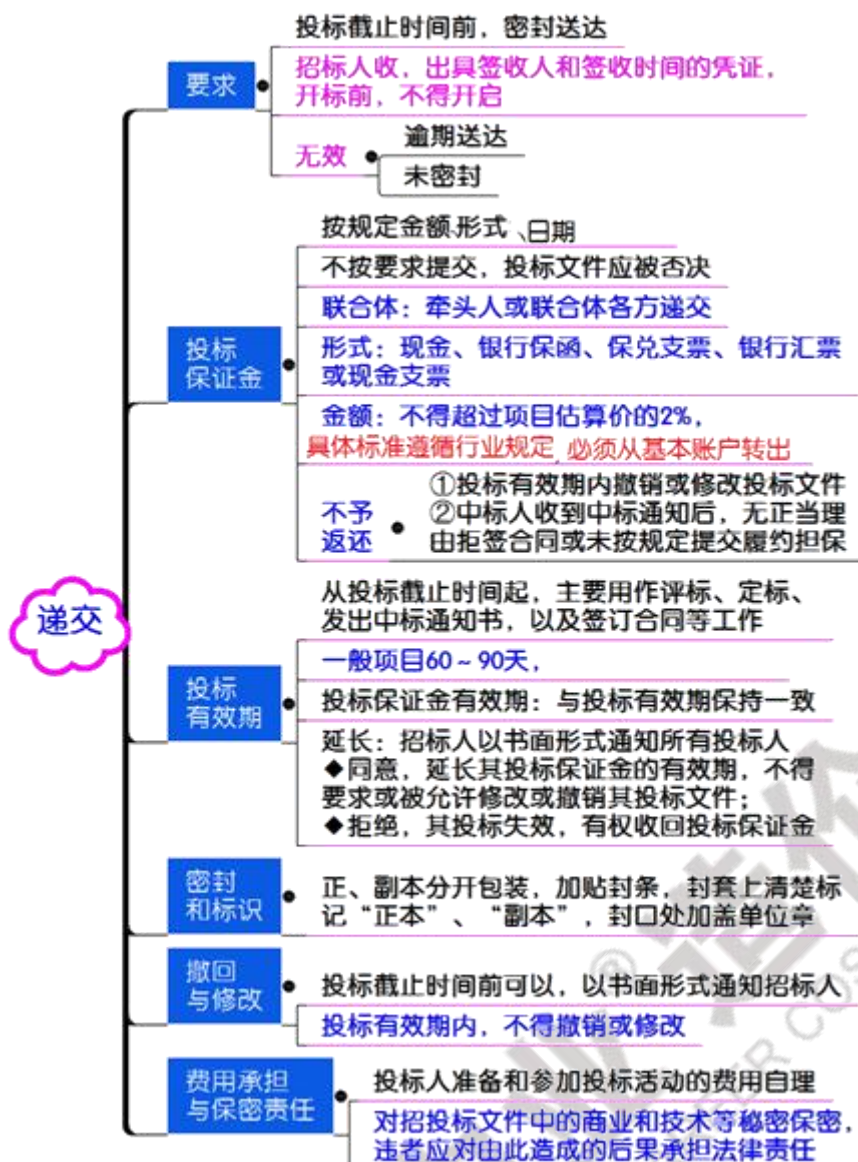 递交
要求
投标截止时间前，密封送达
招标人收，出具签收人和签收时间的凭证，
开标前，不得开启
无效
逾期送达
未密封
投标
保证金
按规定金额、形式、日期
不按要求提交，投标文件应被否决
联合体：牵头人或联合体各方递交
形式：现金、银行保函、保兑支票、银行汇票
或现金支票
金额：不得超过项目估算价的2%，
具体标准遵循行业规定，必须从基本账户转出
不予
返还
①投标有效期内撤销或修改投标文件
②中标人收到中标通知后，无正当理
由拒签合同或未按规定提交履约担保
投标
有效期
从投标截止时间起，主要用作评标、定标、
发出中标通知书，以及签订合同等工作
一般项目60～90天，
投标保证金有效期：与投标有效期保持一致
延长：招标人以书面形式通知所有投标人
◆同意，延长其投标保证金的有效期，不得
要求或被允许修改或撤销其投标文件；
◆拒绝，其投标失效，有权收回投标保证金
密封
和标识
正、副本分开包装，加贴封条，封套上清楚标
记“正本”、“副本”，封口处加盖单位章
撤回
与修改
投标截止时间前可以，以书面形式通知招标人
投标有效期内，不得撤销或修改
费用承担
与保密责任
投标人准备和参加投标活动的费用自理
对招投标文件中的商业和技术等秘密保密，
违者应对由此造成的后果承担法律责任